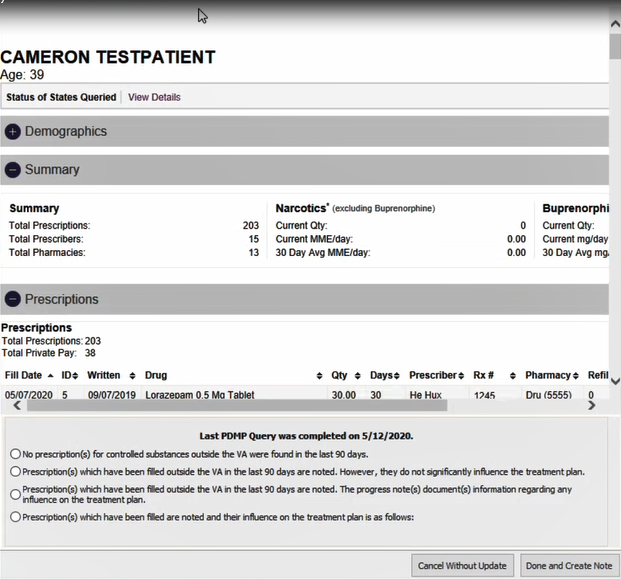 CAMERON TESTPATIENT
Age: 39
Status of States Queried View Details
Demographics
Summary
Summary Narcotics* (excluding Buprenorphine) Buprenorphi
Total Prescriptions: 203 Current Qty: 0 Current Qty:
Total Prescribers: 15 Current MME/day: 0.00 Current mg/day
Total Pharmacies: 13 30 Day Avg MME/day: 0.00 30 Day Avg mg/
Prescriptions
Prescriptions
Total Prescriptions: 203
Total Private Pay: 38
Fill Date ID Written Drug Qty Days Prescriber Rx # Pharmacy Refil
05/07/2020 5 09/07/2019 Lorazepam 0.5 Mg Tablet 30.00 30 He Hux 1245 Dru (5555) 0
Last PDMP Query was completed on 5/12/2020.
No prescription(s) for controlled substances outside the VA were found in the last 90 days.
Prescription(s) which have been filled outside the VA in the last 90 days are noted. However, they do not significantly influence the treatment plan.
Prescription(s) which have been filled outside the VA in the last 90 days are noted. The progress note(s) document(s) information regarding any
influence on the treatment plan.
Prescription(s) which have been filled are noted and their influence on the treatment plan is as follows:
Cancel Without Update Done and Create Note